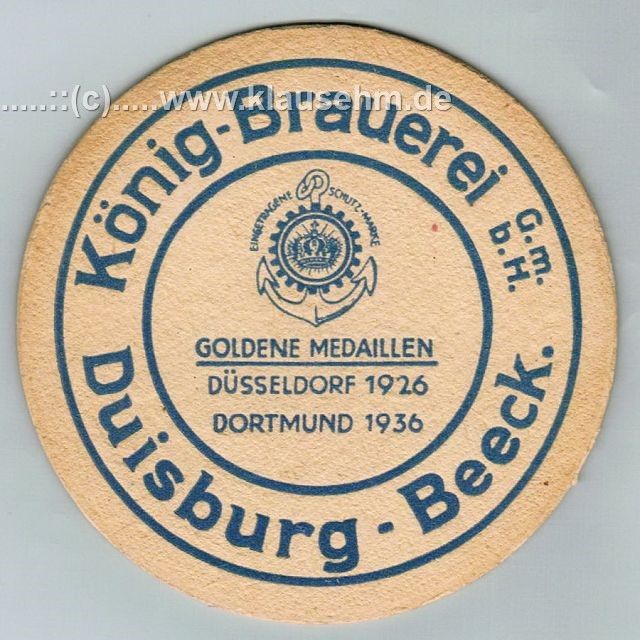 .....::(c).....www.klausehm.de
König-Brauerei G.m.b.H.
EINGETRAGENE SCHUTZ-MARKE
GOLDENE MEDAILLEN
DÜSSELDORF 1926
DORTMUND 1936
Duisburg-Beeck.